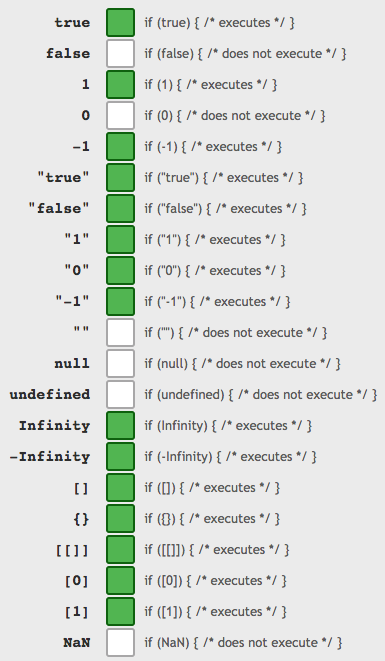 true if (true) { /* executes */ }
false if (false) { /* does not execute */ }
1 if (1) { /* executes */ }
0 if (0) { /* does not execute */ }
-1 if (-1) { /* executes */ }
"true" if ("true") { /* executes */ }
"false" if ("false") { /* executes */ }
"1" if ("1") { /* executes */ }
"0" if ("0") { /* executes */ }
"-1" if ("-1") { /* executes */ }
"" if ("") { /* does not execute */ }
null if (null) { /* does not execute */ }
undefined if (undefined) { /* does not execute */ }
Infinity if (Infinity) { /* executes */ }
-Infinity if (-Infinity) { /* executes */ }
[] if ([]) { /* executes */ }
{} if ({}) { /* executes */ }
[[]] if ([[]]) { /* executes */ }
[0] if ([0]) { /* executes */ }
[1] if ([1]) { /* executes */ }
NaN if (NaN) { /* does not execute */ }